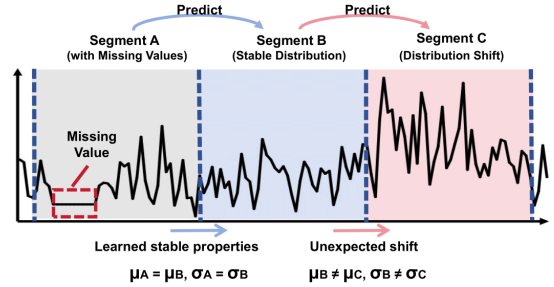 Predict
Predict
Segment A
(with Missing Values)
Segment B
(Stable Distribution)
Segment C
(Distribution Shift)
Missing
Value
Learned stable properties
Unexpected shift
μA = μB, σA = σB
μB ≠ μC, σB ≠ σC